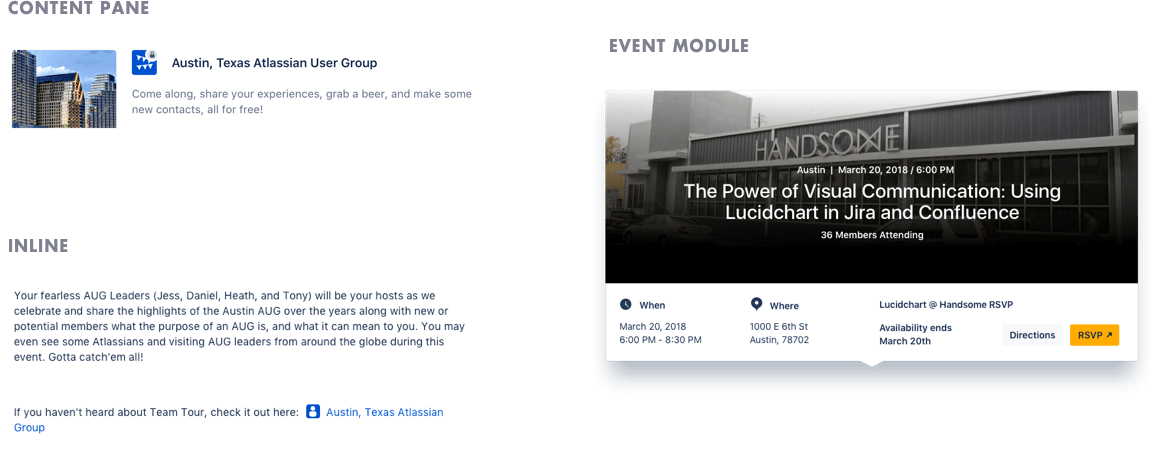 CONTENT PANE
Austin, Texas Atlassian User Group
Come along, share your experiences, grab a beer, and make some
new contacts, all for free!
INLINE
Your fearless AUG Leaders (Jess, Daniel, Heath, and Tony) will be your hosts as we
celebrate and share the highlights of the Austin AUG over the years along with new or
potential members what the purpose of an AUG is, and what it can mean to you. You may
even see some Atlassians and visiting AUG leaders from around the globe during this
event. Gotta catch'em all!
If you haven't heard about Team Tour, check it out here: Austin, Texas Atlassian
Group
EVENT MODULE
HANDSOME
Austin | March 20, 2018 / 6:00 PM
The Power of Visual Communication: Using
Lucidchart in Jira and Confluence
36 Members Attending
When
March 20, 2018
6:00 PM - 8:30 PM
Where
1000 E 6th St
Austin, 78702
Lucidchart @ Handsome RSVP
Availability ends
March 20th
Directions
RSVP ↗